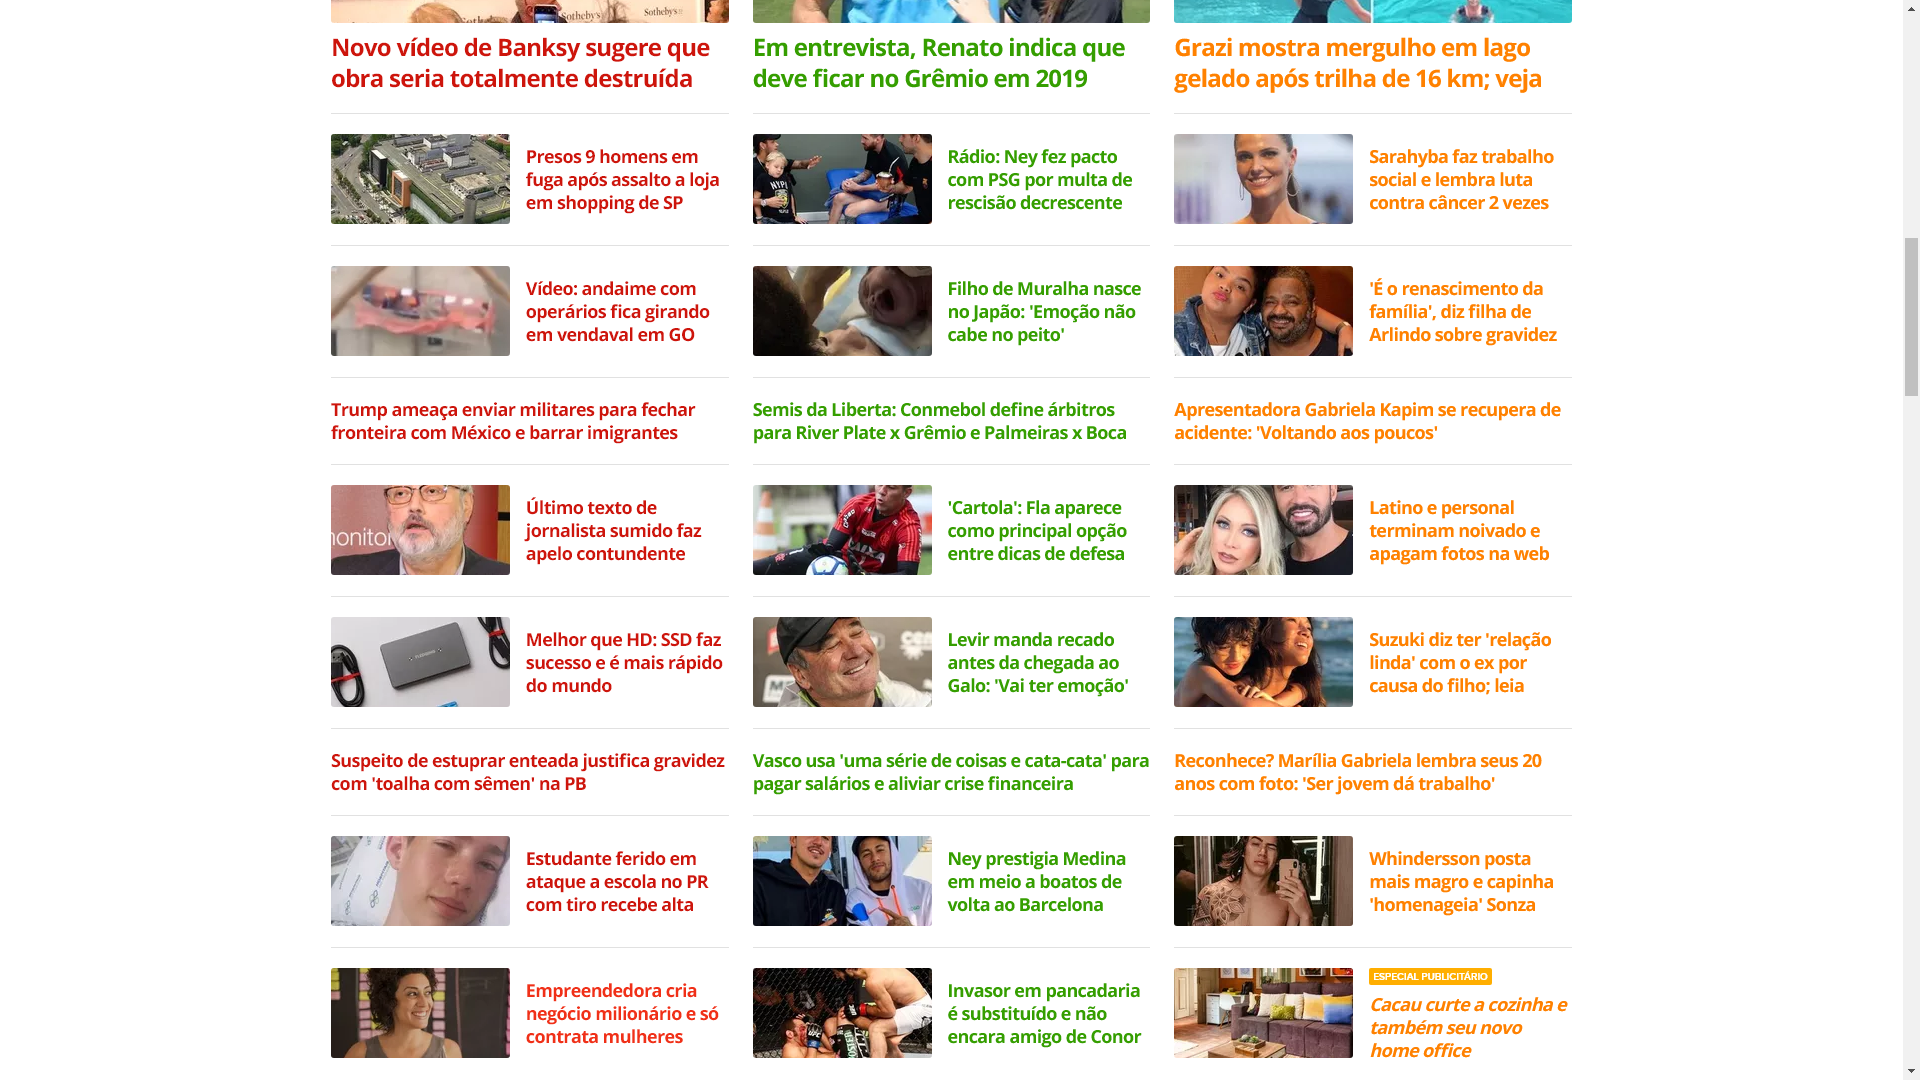 Sotheby's
Sotheby's
Novo vídeo de Banksy sugere que
obra seria totalmente destruída
Presos 9 homens em
fuga após assalto a loja
em shopping de SP
Vídeo: andaime com
operários fica girando
em vendaval em GO
Trump ameaça enviar militares para fechar
fronteira com México e barrar imigrantes
monitor
Último texto de
jornalista sumido faz
apelo contundente
Melhor que HD: SSD faz
sucesso e é mais rápido
do mundo
Suspeito de estuprar enteada justifica gravidez
com 'toalha com sêmen' na PB
Estudante ferido em
ataque a escola no PR
com tiro recebe alta
Empreendedora cria
negócio milionário e só
contrata mulheres
Em entrevista, Renato indica que
deve ficar no Grêmio em 2019
Rádio: Ney fez pacto
com PSG por multa de
rescisão decrescente
Filho de Muralha nasce
no Japão: 'Emoção não
cabe no peito'
Semis da Liberta: Conmebol define árbitros
para River Plate x Grêmio e Palmeiras x Boca
CAIXA
'Cartola': Fla aparece
como principal opção
entre dicas de defesa
Levir manda recado
antes da chegada ao
Galo: 'Vai ter emoção'
Vasco usa 'uma série de coisas e cata-cata' para
pagar salários e aliviar crise financeira
Ney prestigia Medina
em meio a boatos de
volta ao Barcelona
Invasor em pancadaria
é substituído e não
encara amigo de Conor
Grazi mostra mergulho em lago
gelado após trilha de 16 km; veja
Sarahyba faz trabalho
social e lembra luta
contra câncer 2 vezes
'É o renascimento da
família', diz filha de
Arlindo sobre gravidez
Apresentadora Gabriela Kapim se recupera de
acidente: 'Voltando aos poucos'
Latino e personal
terminam noivado e
apagam fotos na web
Suzuki diz ter 'relação
linda' com o ex por
causa do filho; leia
Reconhece? Marília Gabriela lembra seus 20
anos com foto: 'Ser jovem dá trabalho'
Whindersson posta
mais magro e capinha
'homenageia' Sonza
ESPECIAL PUBLICITÁRIO
Cacau curte a cozinha e
também seu novo
home office